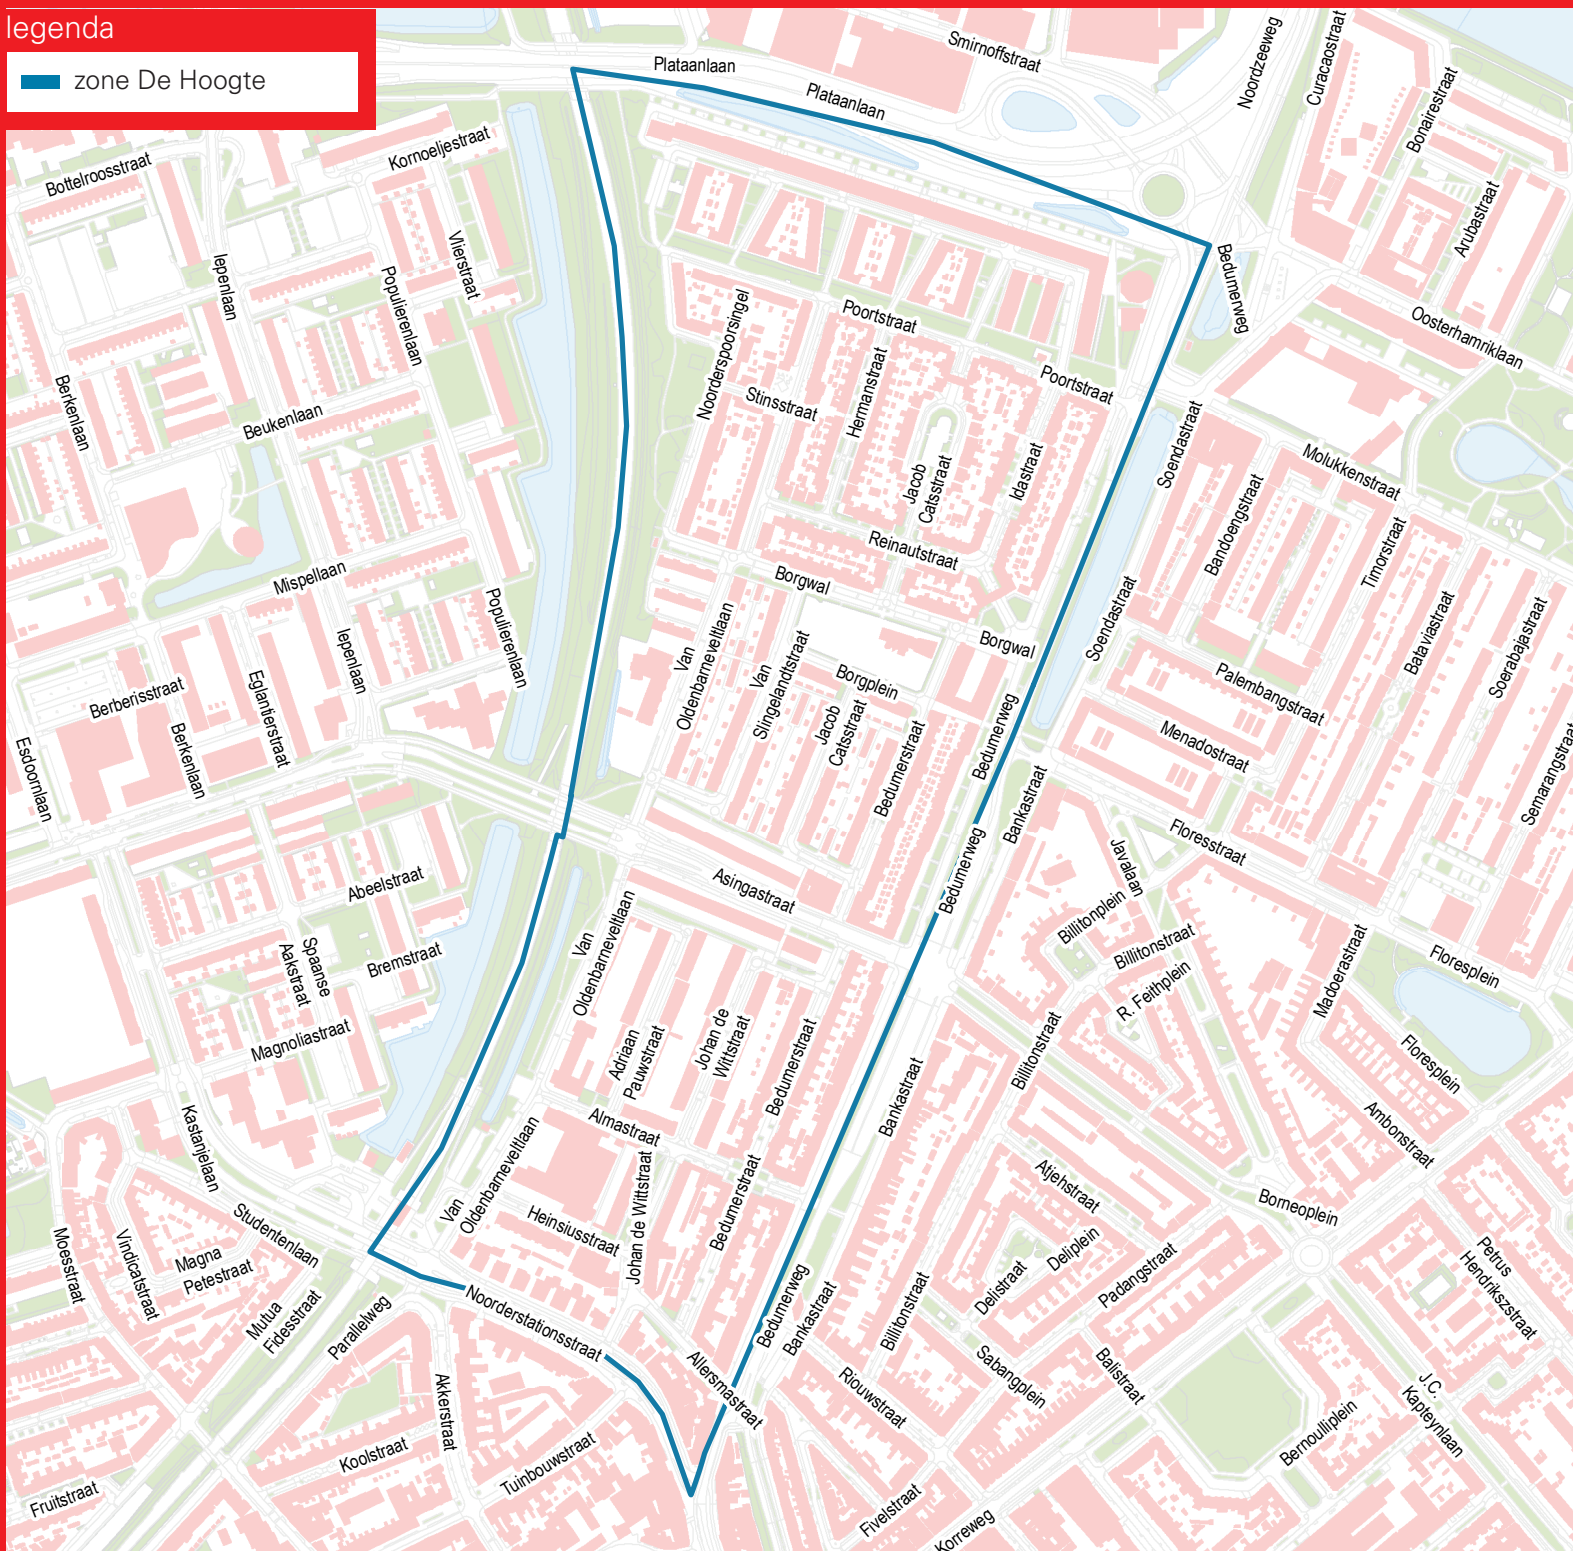 legenda
zone De Hoogte
Plataanlaan
Smirnoffstraat
Plataanlaan
Noordzeeweg
Curacaostraat
Bonairestraat
Arubastraat
Bottelroosstraat
Kornoeljestraat
Vlierstraat
Iepenlaan
Populierenlaan
Bedumerweg
Oosterhamriklaan
Noorderspoorsingel
Poortstraat
Hermanstraat
Poortstraat
Stinsstraat
Berkenlaan
Beukenlaan
Jacob
Catsstraat
Idastraat
Soendastraat
Molukkenstraat
Bandoengstraat
Timorstraat
Reinautstraat
Borgwal
Mispellaan
Populierenlaan
Iepenlaan
Van
Oldenbarneveltlaan
Van
Slingelandtstraat
Borgwal
Soendastraat
Bataviastraat
Soerabajastraat
Palembangstraat
Borgplein
Jacob
Catsstraat
Berberisstraat
Eglantierstraat
Berkenlaan
Esdoornlaan
Bedumerstraat
Bedumerweg
Menadostraat
Semarangstraat
Bankastraat
Floresstraat
Javalaan
Bedumerweg
Asingastraat
Abeelstraat
Bremstraat
Spaanse
Aakstraat
Magnoliastraat
Van
Oldenbarneveltlaan
Billitonplein
Billitonstraat
R. Feithplein
Madoerastraat
Floresplein
Floresplein
Adriaan
Pauwstraat
Johan de
Wittstraat
Bedumerstraat
Billitonstraat
Bankastraat
Ambonstraat
Almastraat
Kastanjelaan
Van
Oldenbarneveltlaan
Johan de Wittstraat
Bedumerstraat
Atjehstraat
Borneoplein
Heinsiusstraat
Studentenlaan
Moesstraat
Vindicatstraat
Magna
Petestraat
Mutua
Fidesstraat
Parallelweg
Deliplein
Delistraat
Padangstraat
Petrus
Hendrikszstraat
Noorderstationsstraat
Bedumerweg
Bankastraat
Billitonstraat
Allersmastraat
Riouwstraat
Sabangplein
Balistraat
J.C.
Kapteynlaan
Bernoulliplein
Akkerstraat
Koolstraat
Tuinbouwstraat
Fruitstraat
Fivelstraat
Korreweg